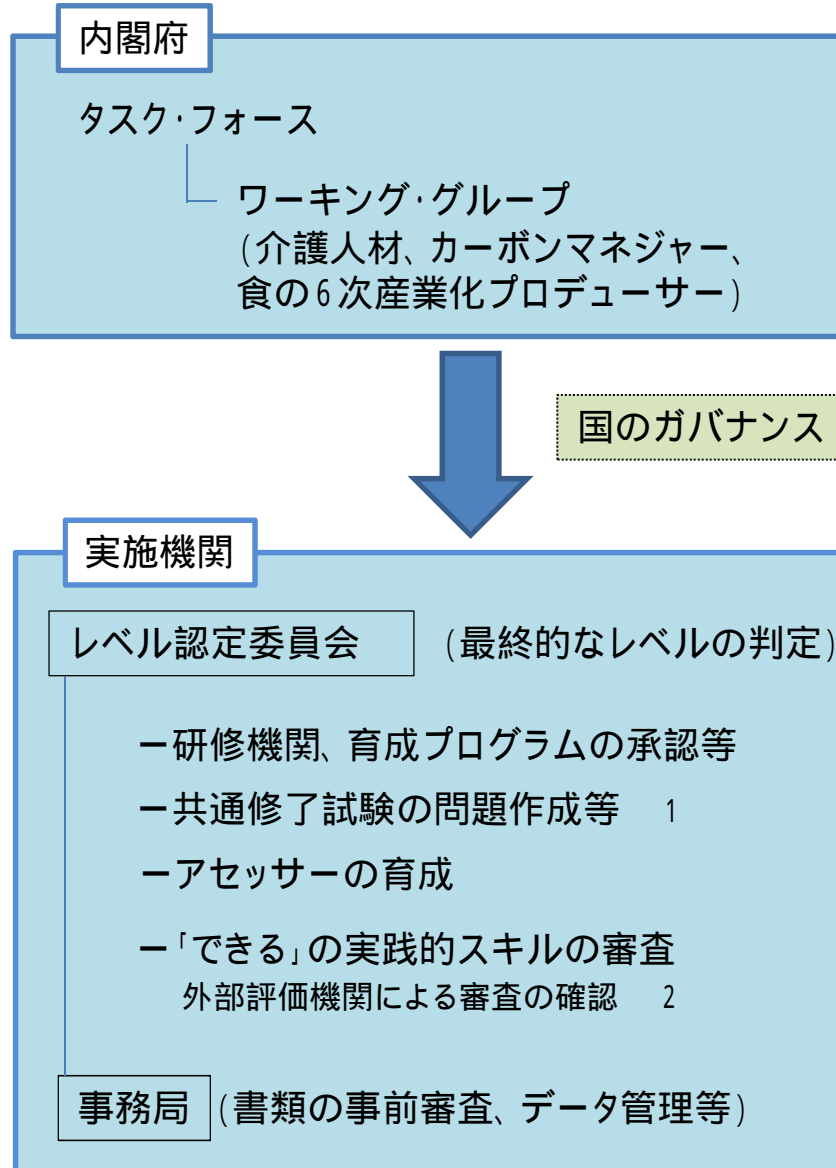 内閣府
タスク・フォース
ワーキング・グループ
(介護人材、カーボンマネジャー、
食の6次産業化プロデューサー)
国のガバナンス
実施機関
レベル認定委員会 (最終的なレベルの判定)
ー研修機関、育成プログラムの承認等
ー共通修了試験の問題作成等 1
ーアセッサーの育成
ー「できる」の実践的スキルの審査
外部評価機関による審査の確認 2
事務局 (書類の事前審査、データ管理等)